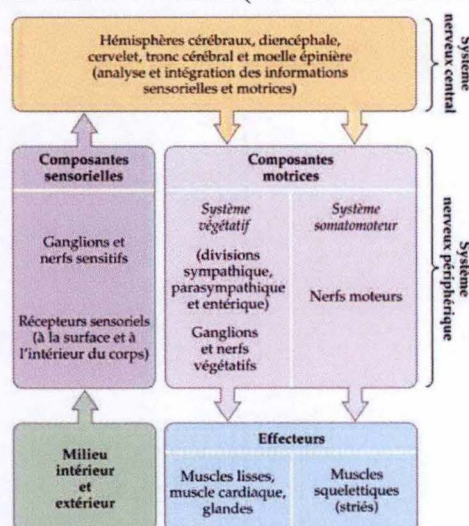 Hémisphères cérébraux, diencéphale,
cervelet, tronc cérébral et moelle épinière
(analyse et intégration des informations
sensorielles et motrices)
Système
nerveux central
Composantes
sensorielles
Ganglions et
nerfs sensitifs
Récepteurs sensoriels
(à la surface et à
l'intérieur du corps)
Composantes
motrices
Système
végétatif
(divisions
sympathique,
parasympathique
et entérique)
Ganglions
et nerfs
végétatifs
Système
somatomoteur
Nerfs moteurs
Système
nerveux périphérique
Milieu
intérieur
et
extérieur
Effecteurs
Muscles lisses,
muscle cardiaque,
glandes
Muscles
squelettiques
(striés)